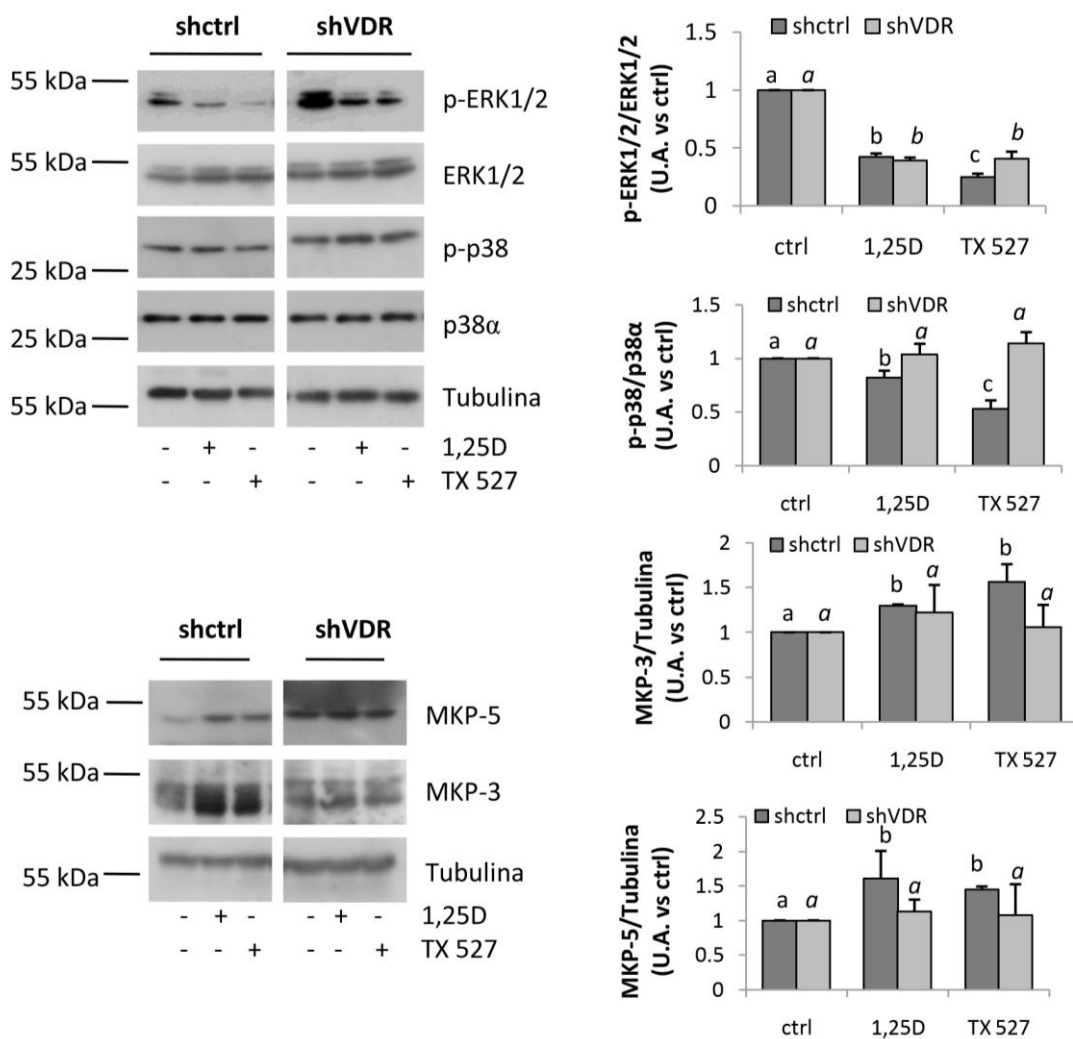 shctrl shVDR
55 kDa
p-ERK1/2
55 kDa
ERK1/2
p-p38
25 kDa
p38α
25 kDa
Tubulina
55 kDa
- + - - + - 1,25D
- - + - - + TX 527
shctrl shVDR
55 kDa
MKP-5
55 kDa
MKP-3
Tubulina
55 kDa
- + - - + - 1,25D
- - + - - + TX 527
p-ERK1/2/ERK1/2
(U.A. vs ctrl)
1.5
1
0.5
0
shctrl shVDR
a a b b c b
ctrl 1,25D TX 527
p-p38/p38α
(U.A. vs ctrl)
1.5
1
0.5
0
shctrl shVDR
a a b a c a
ctrl 1,25D TX 527
MKP-3/Tubulina
(U.A. vs ctrl)
2
1.5
1
0.5
0
shctrl shVDR
a a b a b a
ctrl 1,25D TX 527
MKP-5/Tubulina
(U.A. vs ctrl)
2.5
2
1.5
1
0.5
0
shctrl shVDR
a a b a b a
ctrl 1,25D TX 527